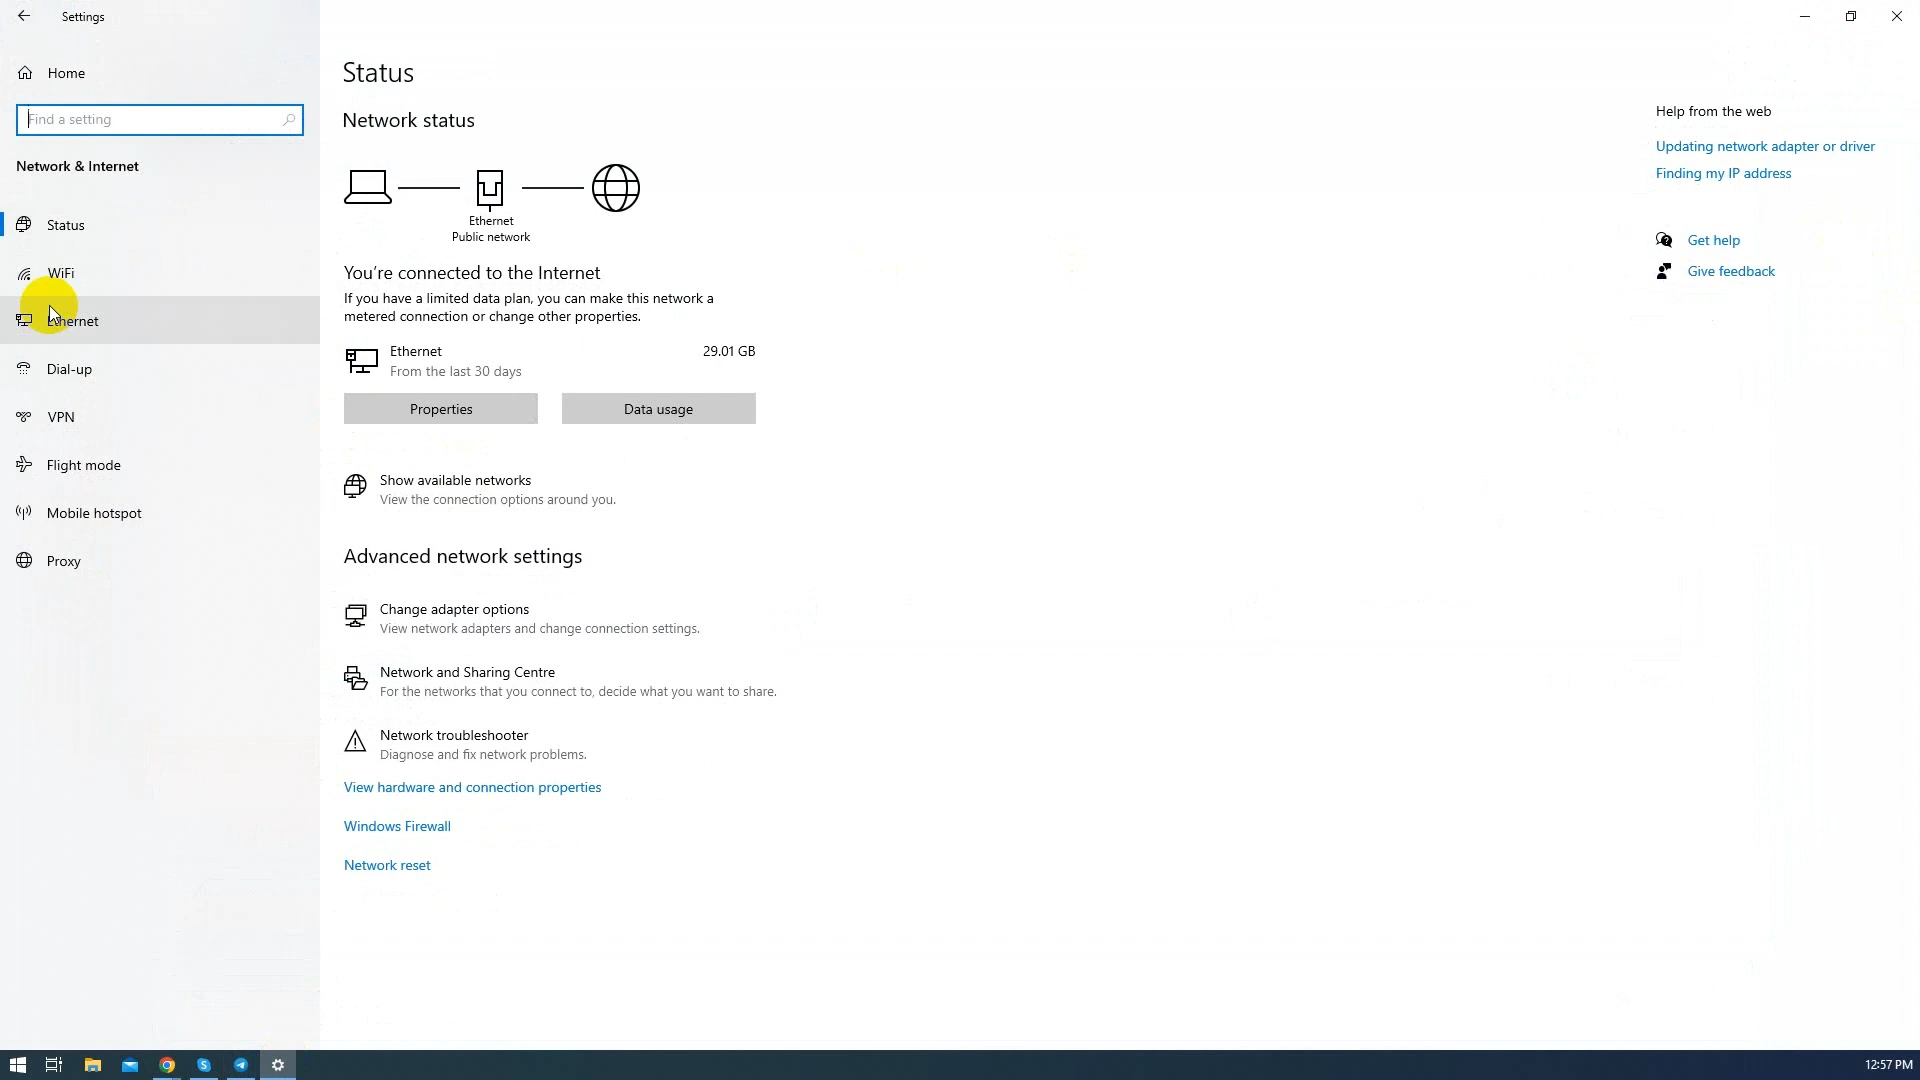 Settings
Home
Find a setting
Network & Internet
Status
WiFi
Ethernet
Dial-up
VPN
Flight mode
Mobile hotspot
Proxy
Status
Network status
Ethernet
Public network
You're connected to the Internet
If you have a limited data plan, you can make this network a
metered connection or change other properties.
Ethernet 29.01 GB
From the last 30 days
Properties Data usage
Show available networks
View the connection options around you.
Advanced network settings
Change adapter options
View network adapters and change connection settings.
Network and Sharing Centre
For the networks that you connect to, decide what you want to share.
Network troubleshooter
Diagnose and fix network problems.
View hardware and connection properties
Windows Firewall
Network reset
Help from the web
Updating network adapter or driver
Finding my IP address
Get help
Give feedback
12:57 PM